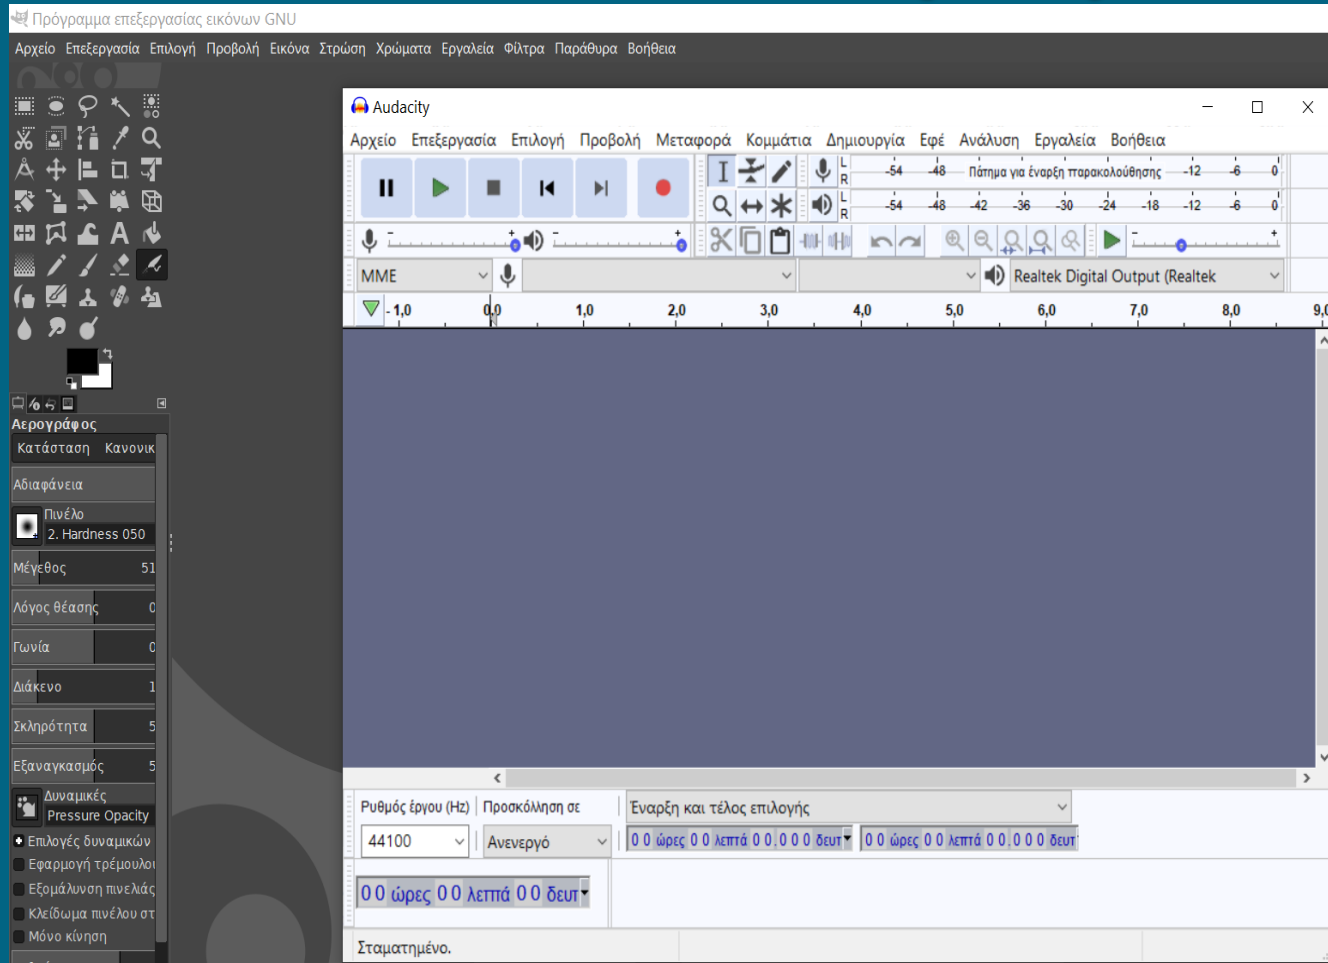 Πρόγραμμα επεξεργασίας εικόνων GNU
Αρχείο Επεξεργασία Επιλογή Προβολή Εικόνα Στρώση Χρώματα Εργαλεία Φίλτρα Παράθυρα Βοήθεια
Αερογράφος
Κατάσταση Κανονικ
Αδιαφάνεια
Πινέλο
2. Hardness 050
Μέγεθος 51
Λόγος θέασης 0
Γωνία 0
Διάκενο 1
Σκληρότητα 5
Εξαναγκασμός 5
Δυναμικές
Pressure Opacity
Επιλογές δυναμικών
Εφαρμογή τρέμουλοι
Εξομάλυνση πινελιάς
Κλείδωμα πινέλου στ
Μόνο κίνηση
Audacity
Αρχείο Επεξεργασία Επιλογή Προβολή Μεταφορά Κομμάτια Δημιουργία Εφέ Ανάλυση Εργαλεία Βοήθεια
L R -54 -48 Πάτημα για έναρξη παρακολούθησης -12 -6 0
L R -54 -48 -42 -36 -30 -24 -18 -12 -6 0
- + - + - +
MME Realtek Digital Output (Realtek
- 1,0 0,0 1,0 2,0 3,0 4,0 5,0 6,0 7,0 8,0 9,0
Ρυθμός έργου (Hz) Προσκόλληση σε Έναρξη και τέλος επιλογής
44100 Ανενεργό 00 ώρες 00 λεπτά 00,000 δευτ 00 ώρες 00 λεπτά 00,000 δευτ
00 ώρες 00 λεπτά 00 δευτ
Σταματημένο.